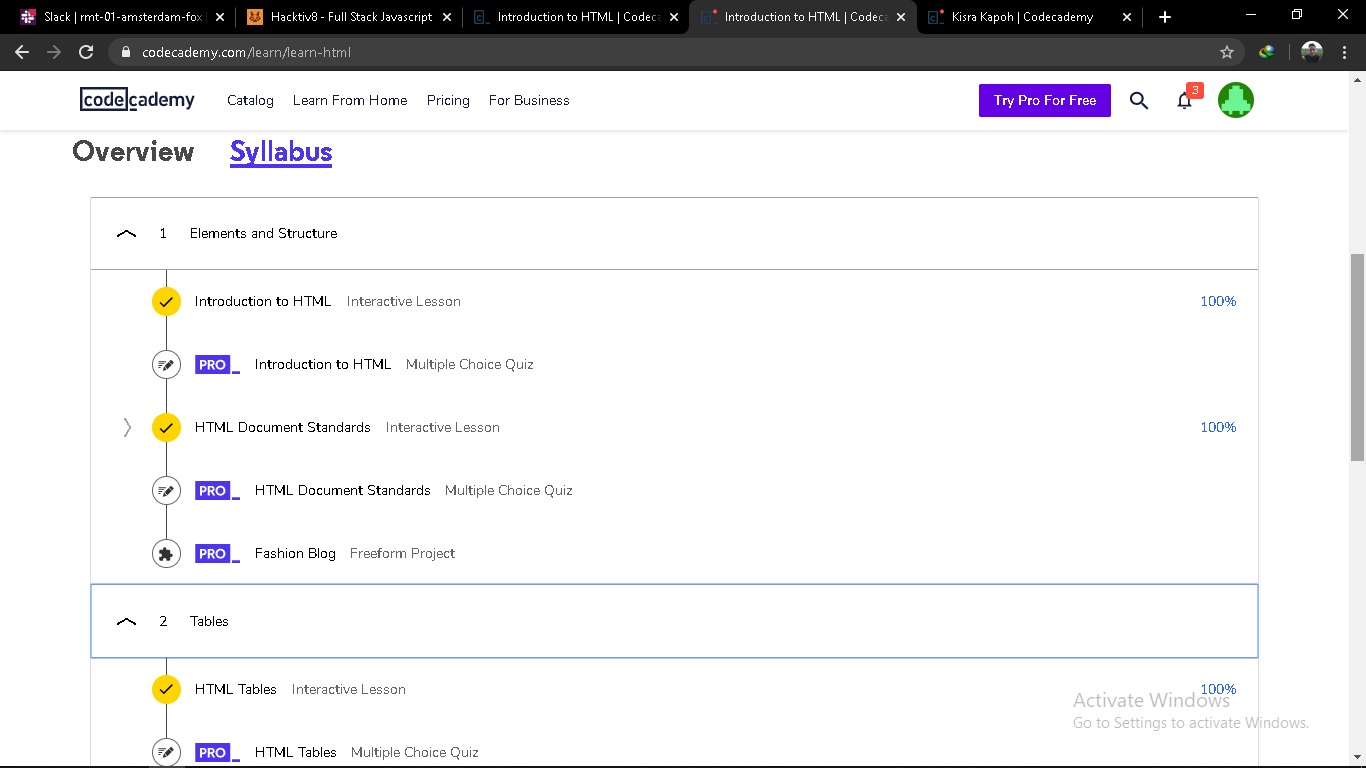 Slack | rmt-01-amsterdam-fox
Hacktiv8 - Full Stack Javascript
Introduction to HTML | Codeca
Introduction to HTML | Codeca
Kisra Kapoh | Codecademy
codecademy.com/learn/learn-html
codecademy
Catalog
Learn From Home
Pricing
For Business
Try Pro For Free
3
Overview
Syllabus
1 Elements and Structure
Introduction to HTML Interactive Lesson 100%
PRO Introduction to HTML Multiple Choice Quiz
HTML Document Standards Interactive Lesson 100%
PRO HTML Document Standards Multiple Choice Quiz
PRO Fashion Blog Freeform Project
2 Tables
HTML Tables Interactive Lesson 100%
Activate Windows
Go to Settings to activate Windows.
PRO HTML Tables Multiple Choice Quiz